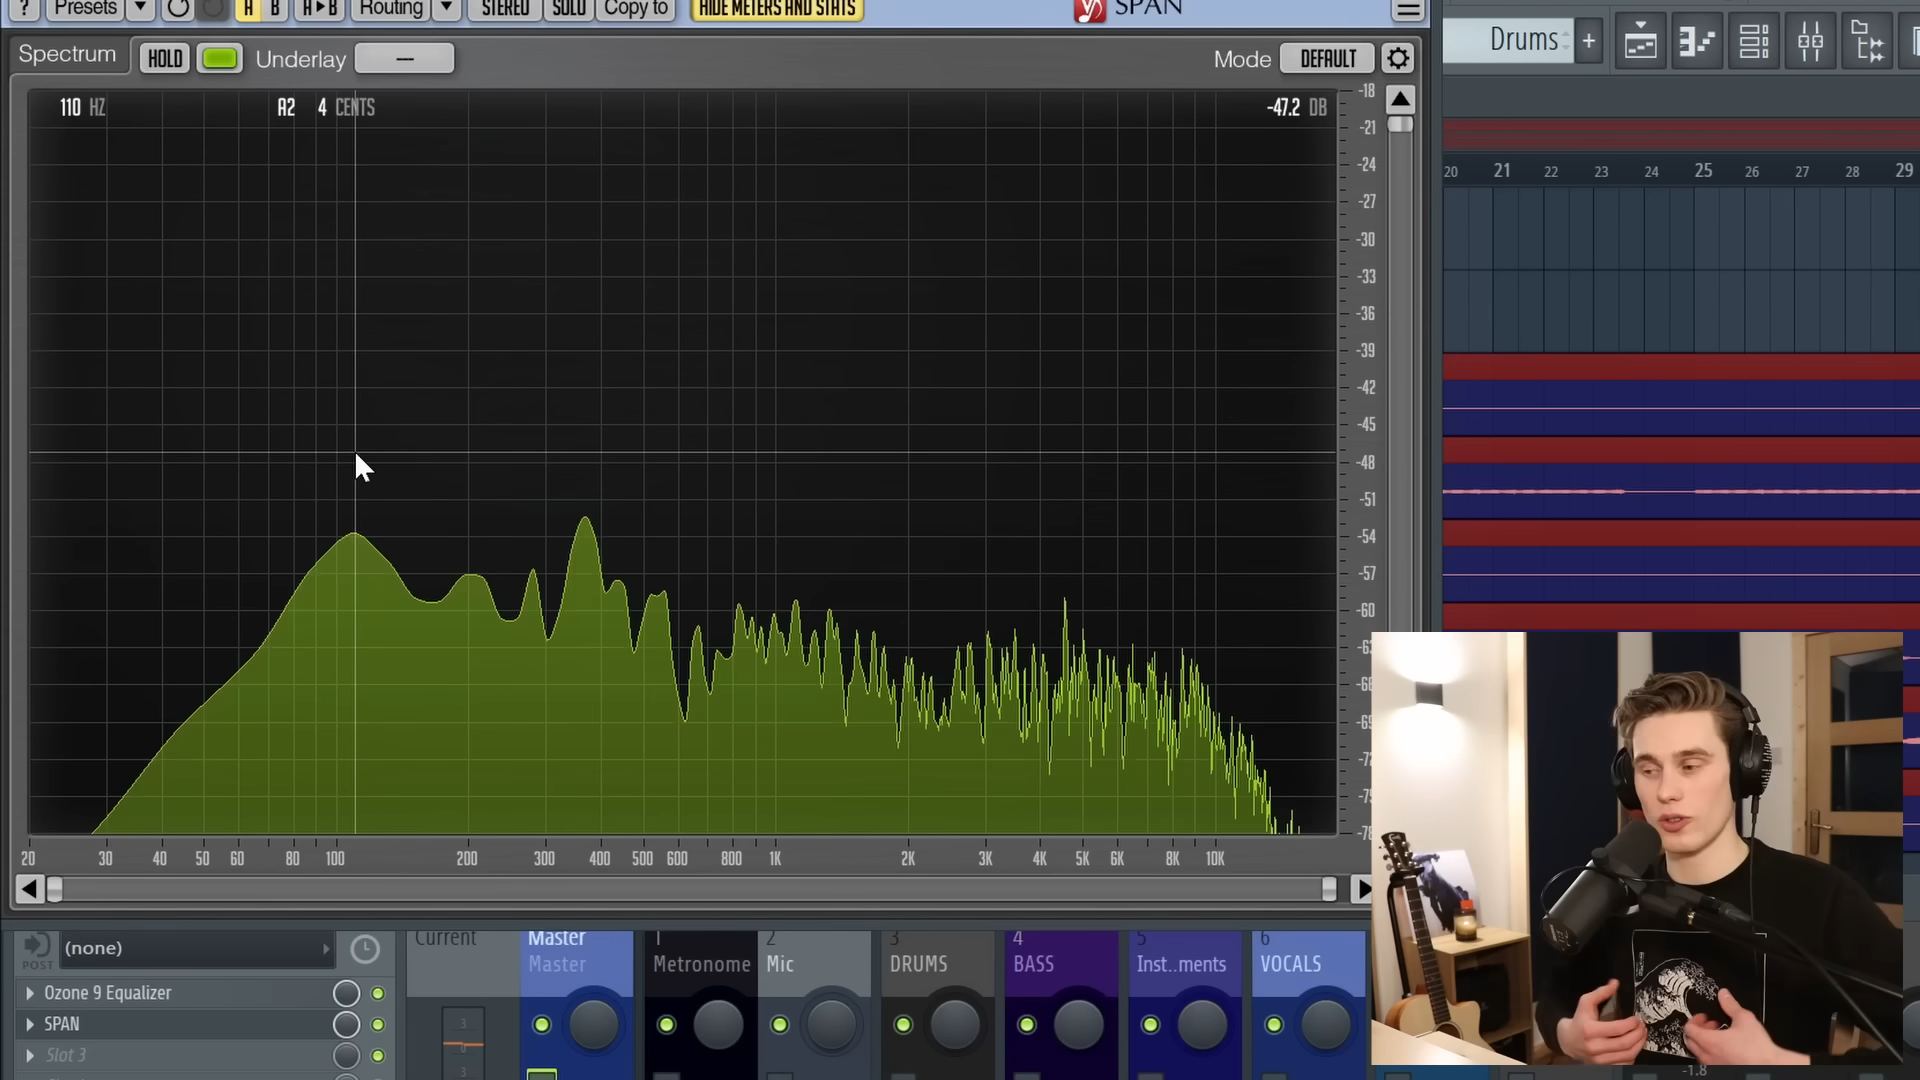 ? Presets A B A▸B Routing STEREO SOLO Copy to HIDE METERS AND STATS SPAN
Spectrum HOLD Underlay — Mode DEFAULT
110 HZ A2 4 CENTS -47.2 DB
-18
-21
-24
-27
-30
-33
-36
-39
-42
-45
-48
-51
-54
-57
-60
20 30 40 50 60 80 100 200 300 400 500 600 800 1K 2K 3K 4K 5K 6K 8K 10K
Drums +
20 21 22 23 24 25 26 27 28 29
POST (none)
Ozone 9 Equalizer
SPAN
Slot 3
Current
Master
Master
1
Metronome
2
Mic
3
DRUMS
4
BASS
5
Inst..ments
6
VOCALS
3
0
3
-1.8